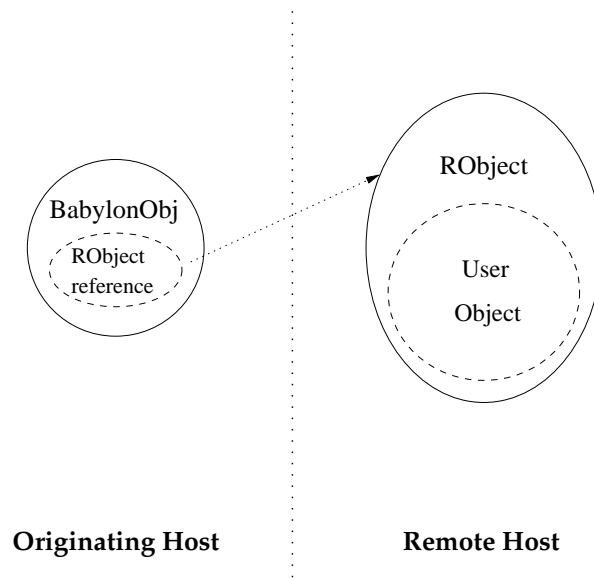 BabylonObj
RObject
reference
RObject
User
Object
Originating Host
Remote Host